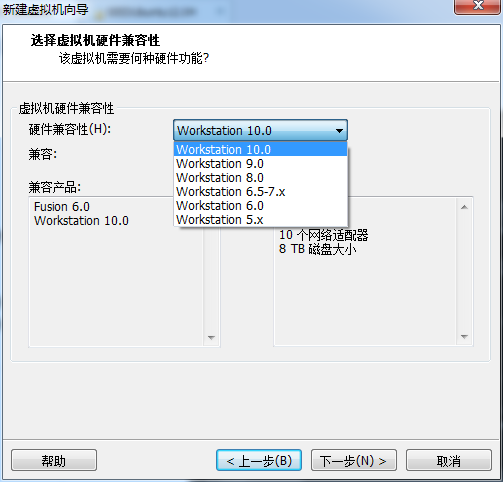 新建虚拟机向导
选择虚拟机硬件兼容性
该虚拟机需要何种硬件功能?
虚拟机硬件兼容性
硬件兼容性(H):
Workstation 10.0
Workstation 10.0
Workstation 9.0
Workstation 8.0
Workstation 6.5-7.x
Workstation 6.0
Workstation 5.x
兼容:
兼容产品:
Fusion 6.0
Workstation 10.0
10 个网络适配器
8 TB 磁盘大小
帮助
< 上一步(B)
下一步(N) >
取消